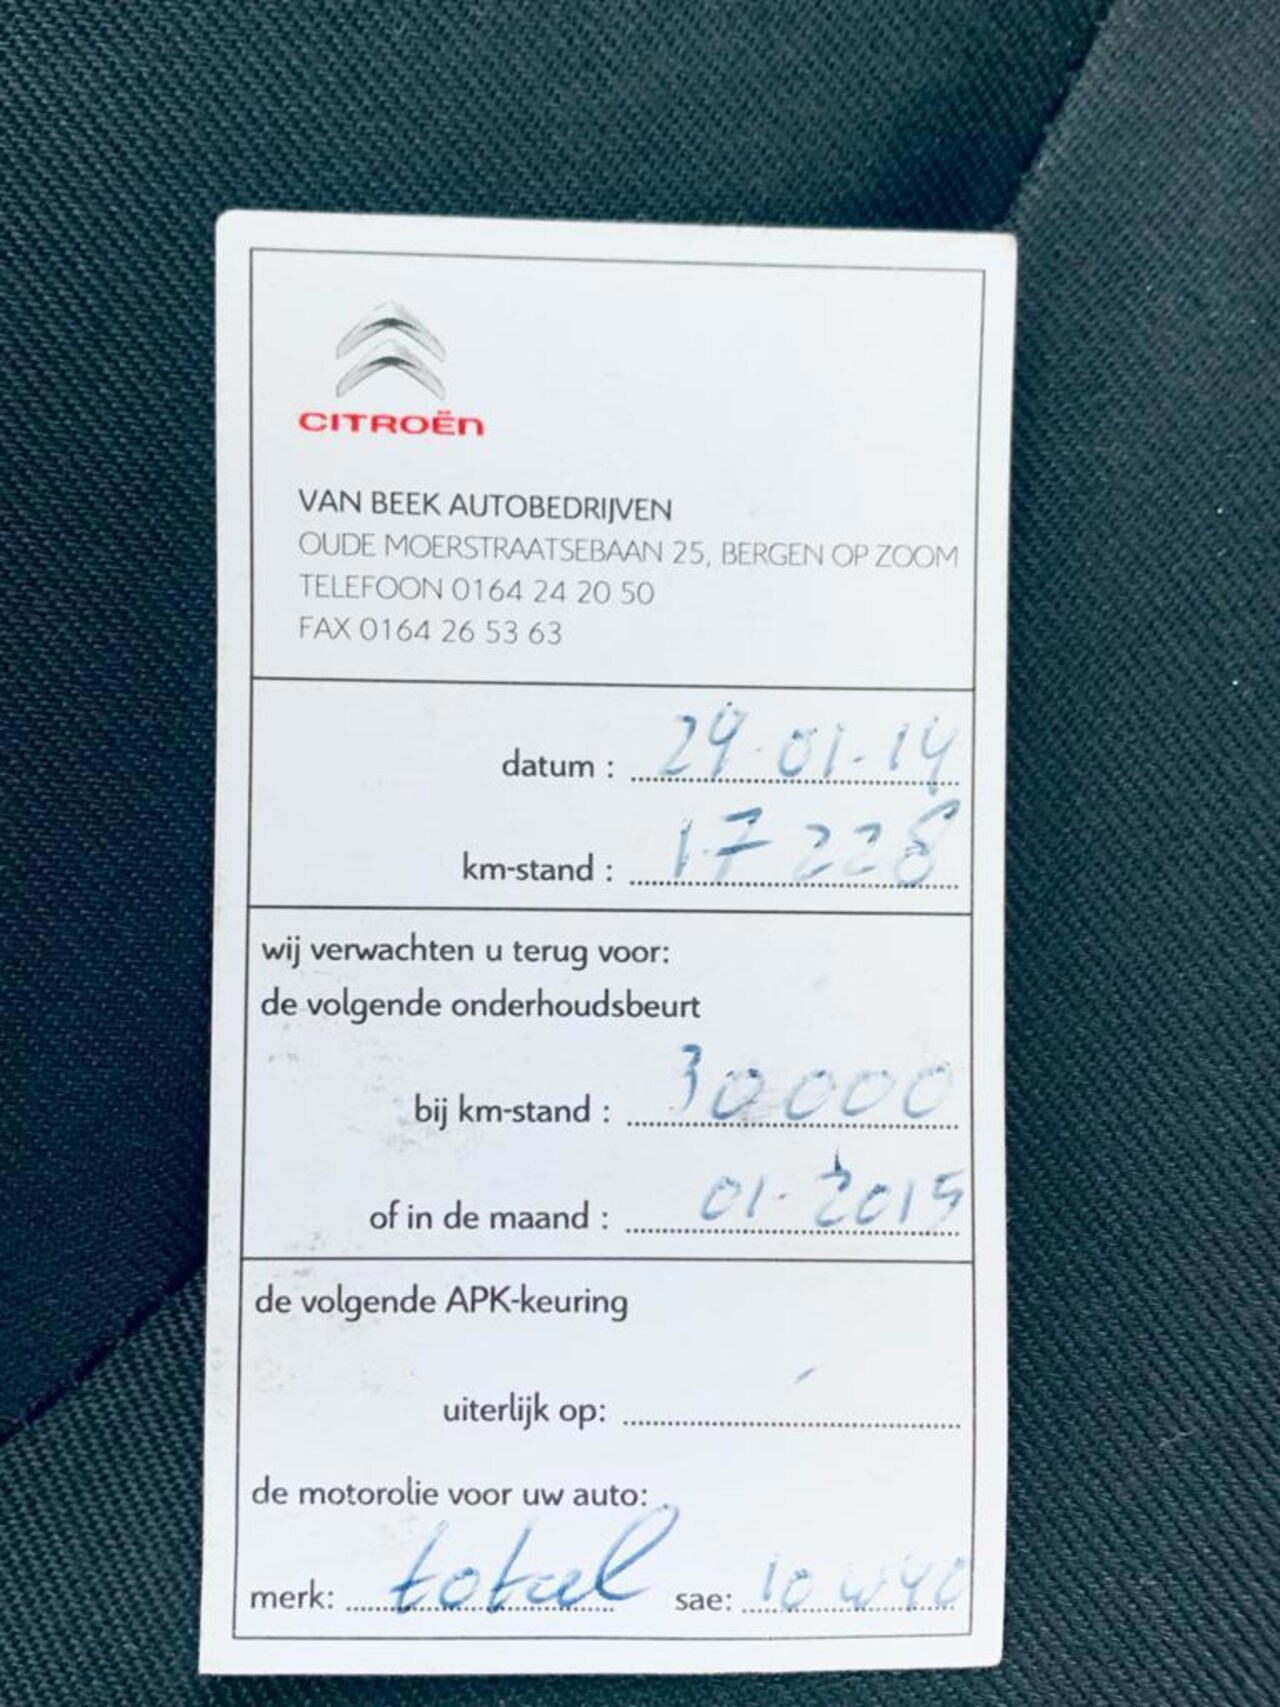 CITROËN
VAN BEEK AUTOBEDRIJVEN
OUDE MOERSTRAATSEBAAN 25, BERGEN OP ZOOM
TELEFOON 0164 24 20 50
FAX 0164 26 53 63
datum : 29-01-14
km-stand : 17228
wij verwachten u terug voor:
de volgende onderhoudsbeurt
bij km-stand : 30000
of in de maand : 01-2015
de volgende APK-keuring
uiterlijk op:
de motorolie voor uw auto:
merk: total sae: 10W40